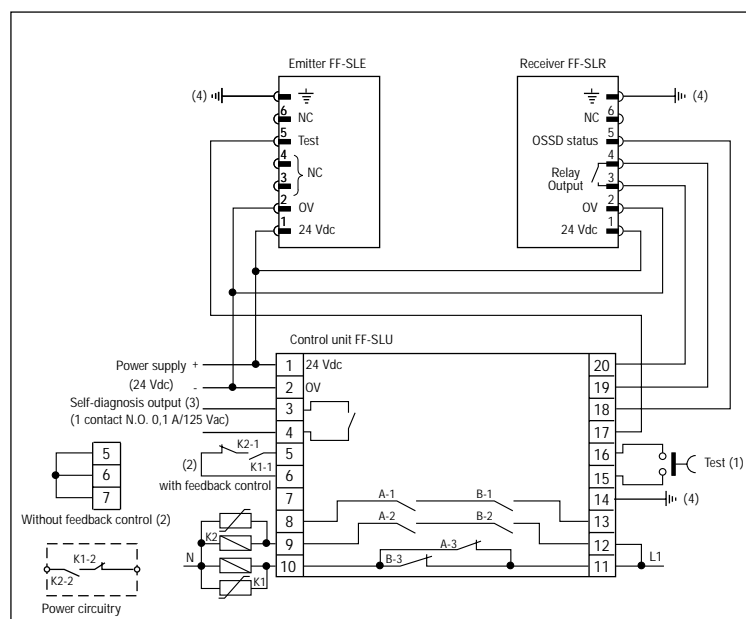 Emitter FF-SLE
Receiver FF-SLR
(4)
6
NC
5
Test
4
3
NC
2
OV
1
24 Vdc
(4)
6
NC
5
OSSD status
4
Relay
Output
3
2
OV
1
24 Vdc
Control unit FF-SLU
Power supply +
(24 Vdc) -
Self-diagnosis output (3)
(1 contact N.O. 0,1 A/125 Vac)
1
24 Vdc
2
OV
3
4
5
6
7
8
9
10
20
19
18
17
16
15
14
13
12
11
K2-1
K1-1
(2)
with feedback control
Test (1)
(4)
5
6
7
Without feedback control (2)
A-1
B-1
A-2
B-2
A-3
B-3
K2
N
K1
L1
K1-2
K2-2
Power circuitry